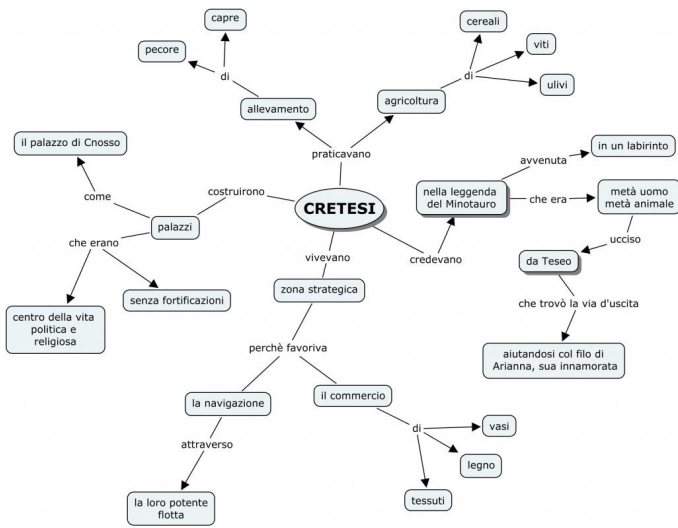 capre
cereali
pecore
viti
di
di
ulivi
allevamento
agricoltura
il palazzo di Cnosso
praticavano
in un labirinto
avvenuta
come
costruirono
CRETESI
nella leggenda
del Minotauro
che era
metà uomo
metà animale
palazzi
che erano
ucciso
vivevano
credevano
da Teseo
zona strategica
senza fortificazioni
che trovò la via d'uscita
centro della vita
politica e
religiosa
perchè favoriva
aiutandosi col filo di
Arianna, sua innamorata
la navigazione
il commercio
di
vasi
attraverso
legno
tessuti
la loro potente
flotta